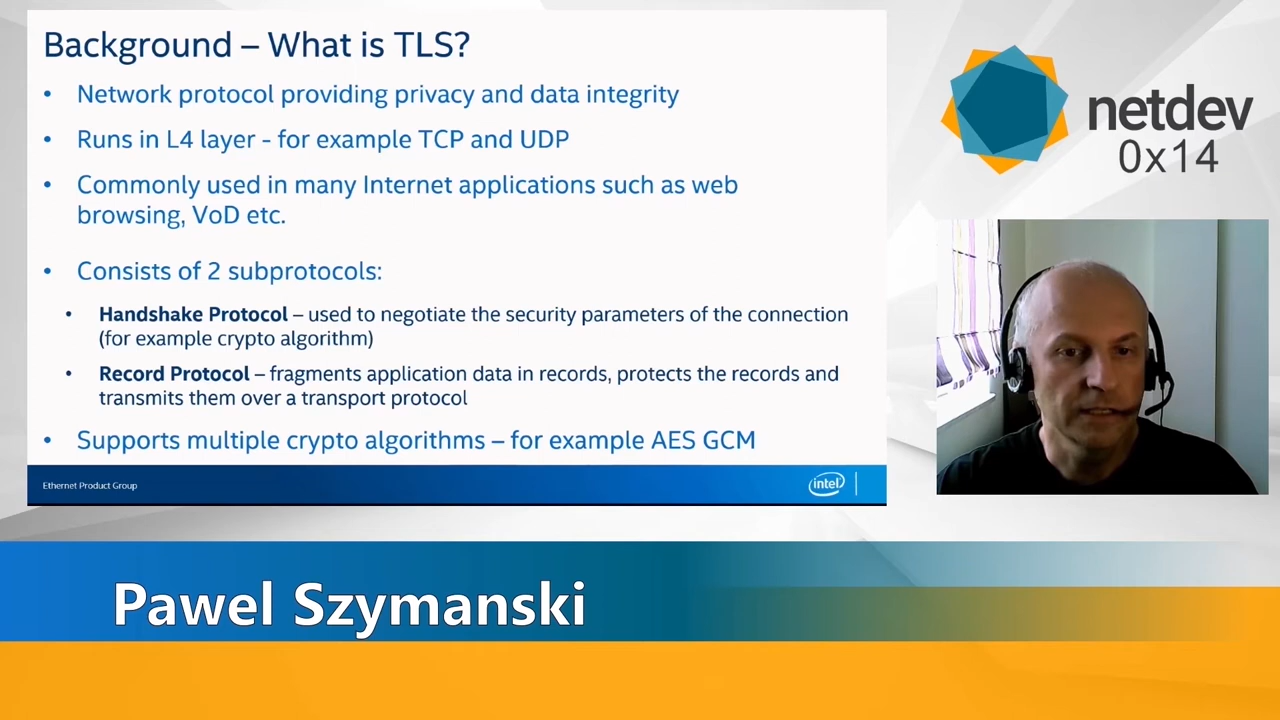 Background – What is TLS?
• Network protocol providing privacy and data integrity
• Runs in L4 layer - for example TCP and UDP
• Commonly used in many Internet applications such as web
browsing, VoD etc.
• Consists of 2 subprotocols:
• Handshake Protocol – used to negotiate the security parameters of the connection
(for example crypto algorithm)
• Record Protocol – fragments application data in records, protects the records and
transmits them over a transport protocol
• Supports multiple crypto algorithms – for example AES GCM
Ethernet Product Group
intel
netdev
0x14
Pawel Szymanski